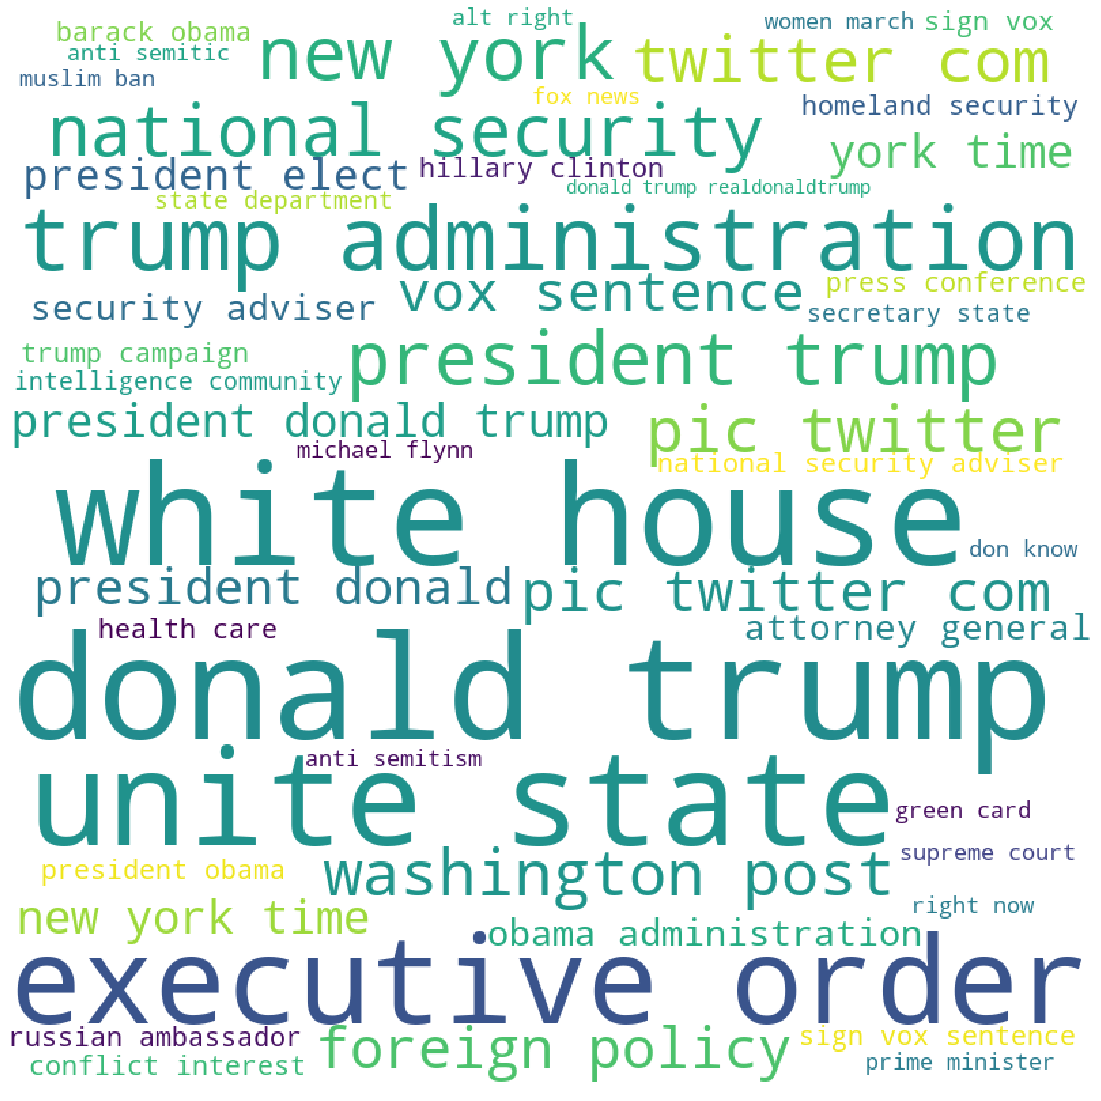 alt right
women march
sign vox
barack obama
new york
twitter com
anti semitic
muslim ban
fox news
homeland security
national security
york time
president elect
hillary clinton
donald trump realdonaldtrump
state department
trump administration
vox sentence
press conference
security adviser
secretary state
trump campaign
president trump
intelligence community
president donald trump
pic twitter
michael flynn
national security adviser
white house
don know
president donald
pic twitter com
health care
attorney general
donald trump
anti semitism
unite state
green card
supreme court
president obama
washington post
right now
new york time
obama administration
executive order
russian ambassador
foreign policy
sign vox sentence
conflict interest
prime minister